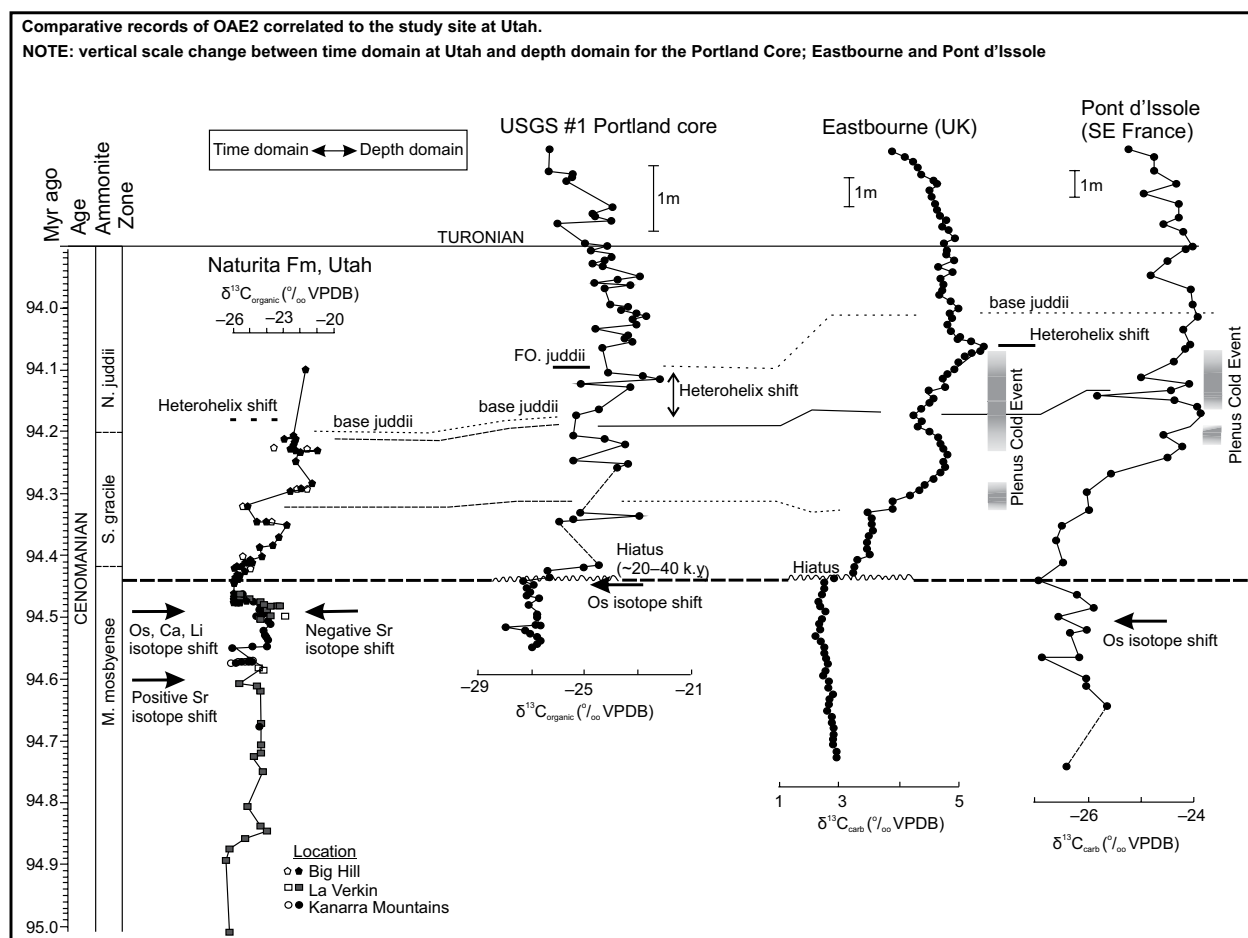 Comparative records of OAE2 correlated to the study site at Utah.
NOTE: vertical scale change between time domain at Utah and depth domain for the Portland Core; Eastbourne and Pont d’Issole
Time domain ↔ Depth domain
USGS #1 Portland core
Eastbourne (UK)
Pont d’Issole
(SE France)
Myr ago
Age
Ammonite
Zone
1m
1m
1m
TURONIAN
Naturita Fm, Utah
δ¹³Corganic (o/oo VPDB)
–26 –23 –20
94.0
94.1
94.2
94.3
94.4
94.5
94.6
94.7
94.8
94.9
95.0
CENOMANIAN
N. juddii
S. gracile
M. mosbyense
Heterohelix shift
base juddii
base juddii
FO. juddii
Heterohelix shift
base juddii
Heterohelix shift
Plenus Cold Event
Plenus Cold Event
Hiatus
(~20–40 k.y)
Hiatus
Os isotope shift
Os isotope shift
Os, Ca, Li
isotope shift
Negative Sr
isotope shift
Positive Sr
isotope shift
–29 –25 –21
δ¹³Corganic (o/oo VPDB)
1 3 5
δ¹³Ccarb (o/oo VPDB)
–26 –24
δ¹³Ccarb (o/oo VPDB)
Location
Big Hill
La Verkin
Kanarra Mountains